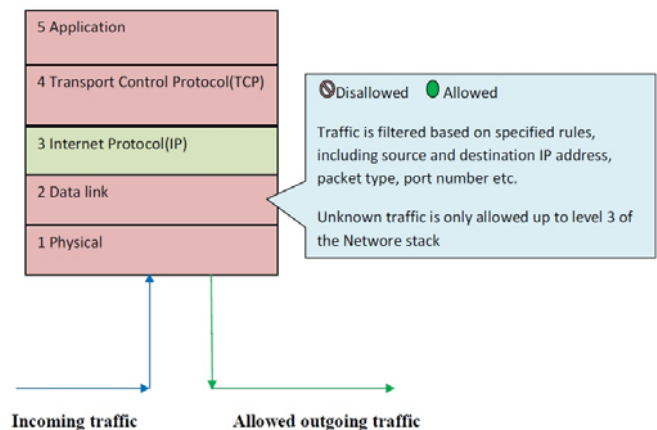 5 Application
4 Transport Control Protocol(TCP)
3 Internet Protocol(IP)
2 Data link
1 Physical
Disallowed Allowed
Traffic is filtered based on specified rules,
including source and destination IP address,
packet type, port number etc.
Unknown traffic is only allowed up to level 3 of
the Networe stack
Incoming traffic
Allowed outgoing traffic